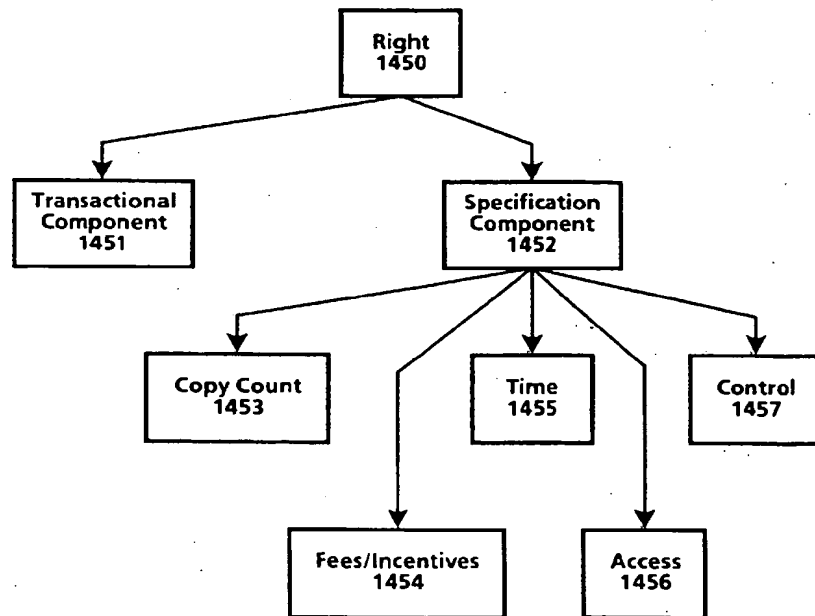 Right
1450
Transactional
Component
1451
Specification
Component
1452
Copy Count
1453
Time
1455
Control
1457
Fees/Incentives
1454
Access
1456